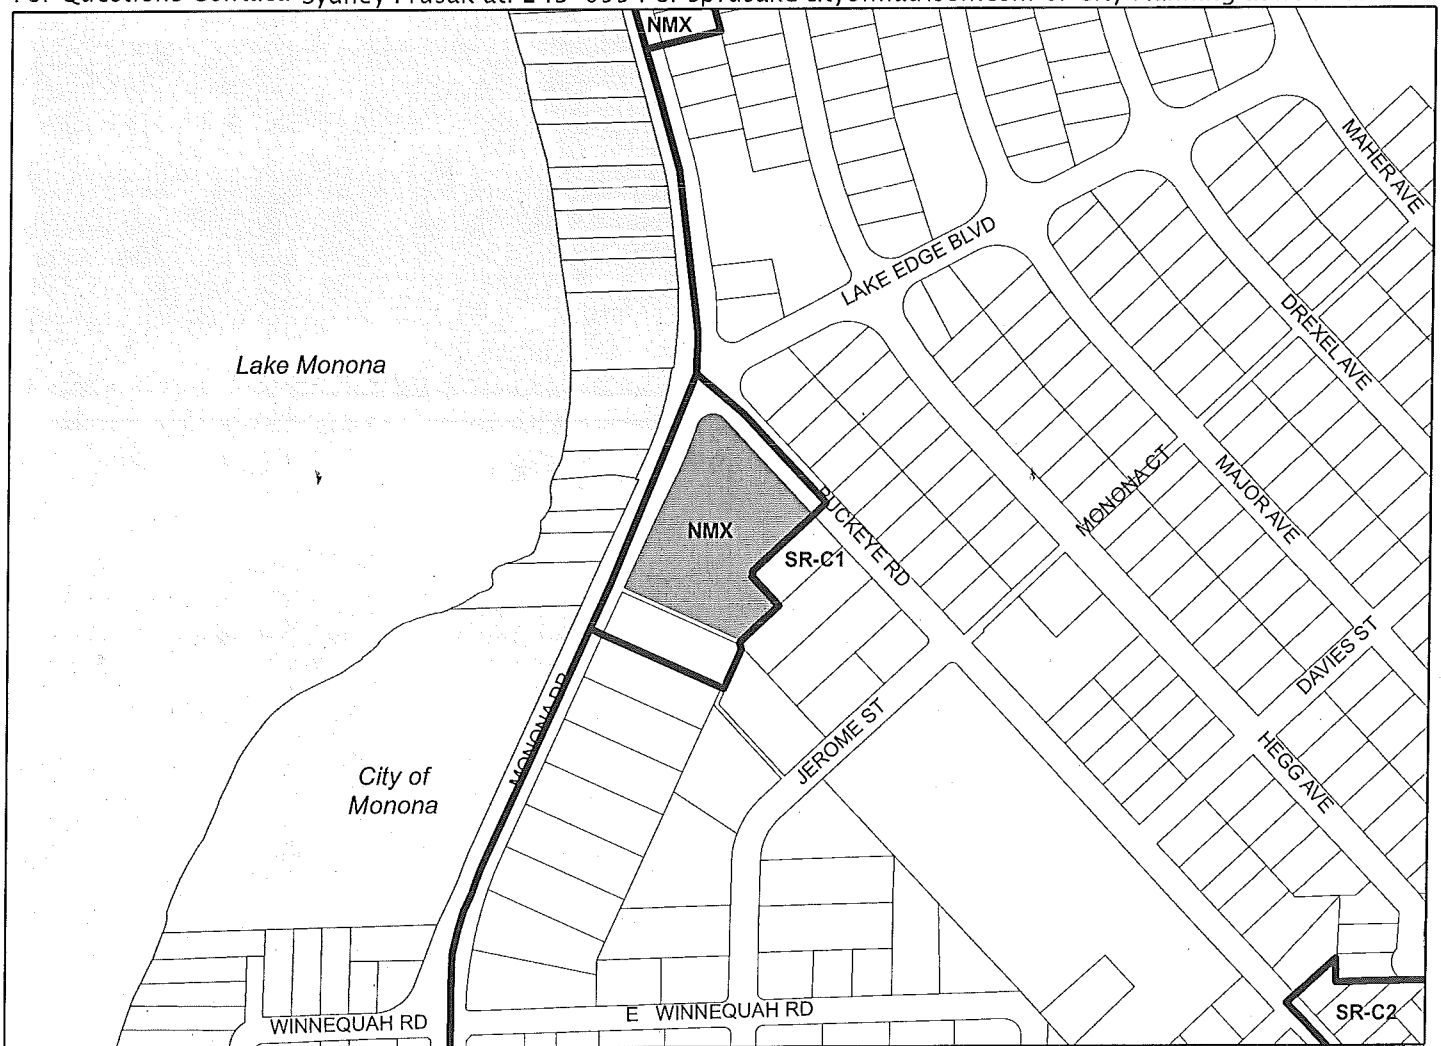 NMX
MAHER AVE
LAKE EDGE BLVD
DREXEL AVE
Lake Monona
MONONA CT
MAJOR AVE
BUCKEYE RD
NMX
SR-C1
DAVIES ST
MONONA DR
JEROME ST
HEGG AVE
City of
Monona
E WINNEQUAH RD
WINNEQUAH RD
SR-C2